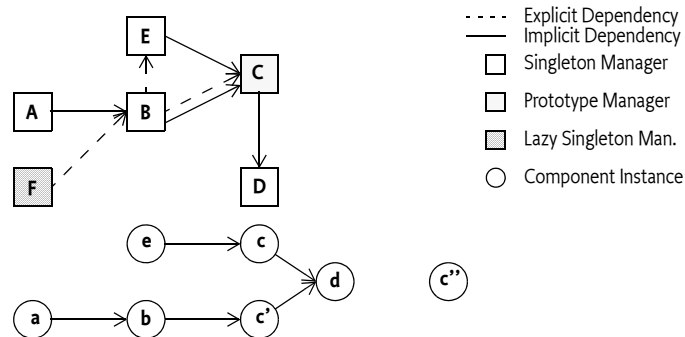 Explicit Dependency
Implicit Dependency
Singleton Manager
Prototype Manager
Lazy Singleton Man.
Component Instance
E
C
A
B
F
D
e
c
d
c''
a
b
c'